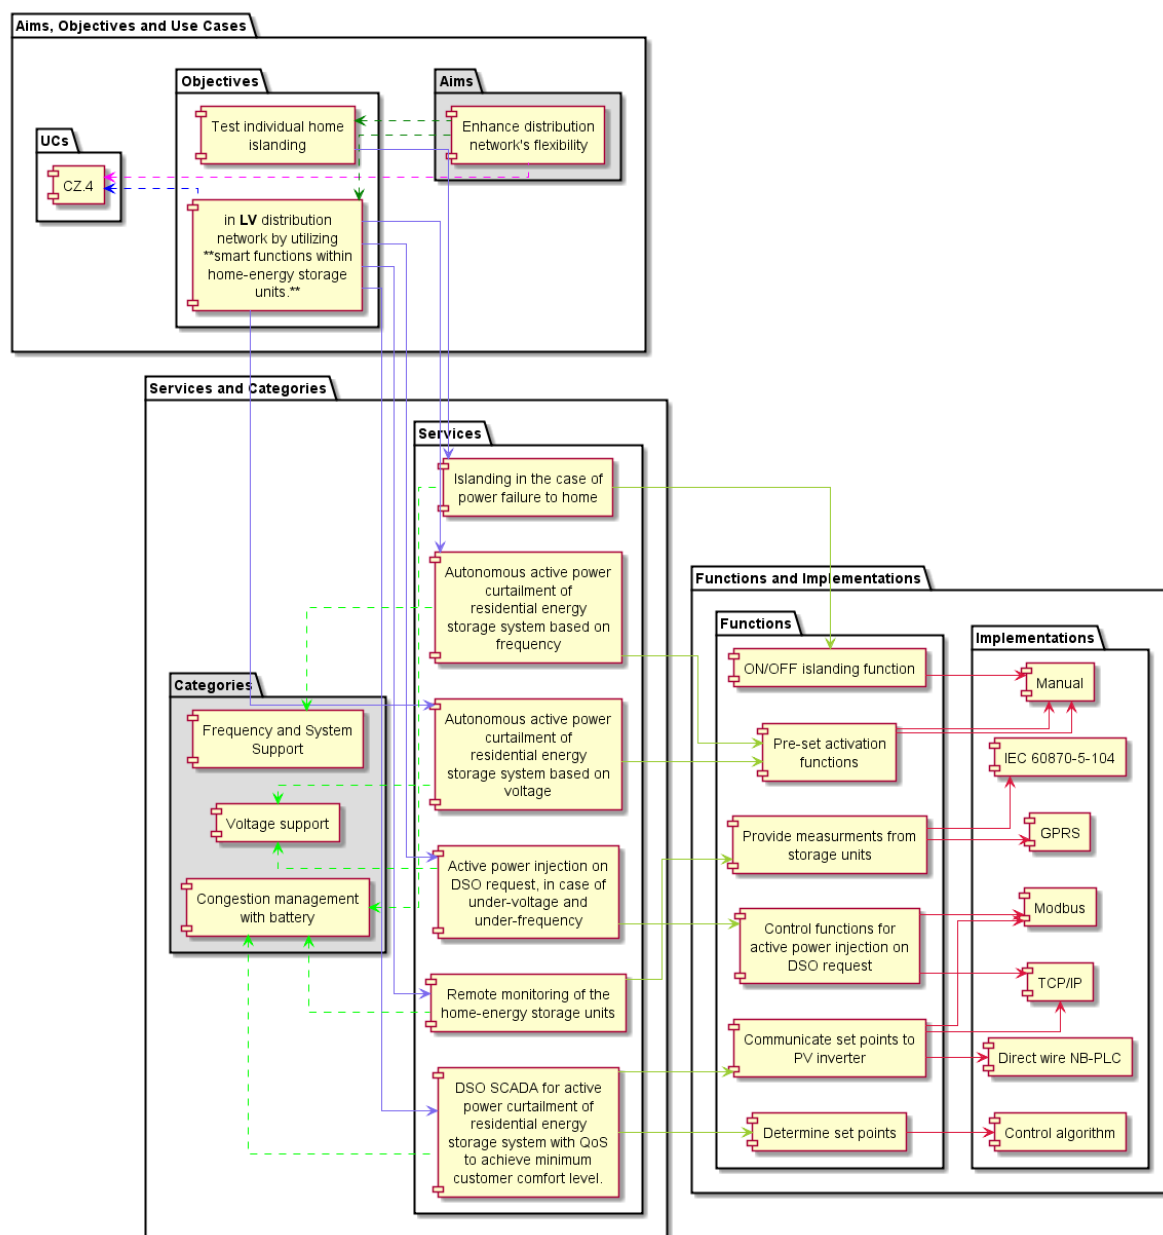 Aims, Objectives and Use Cases
Objectives
Aims
Test individual home
islanding
Enhance distribution
network's flexibility
UCs
CZ.4
in LV distribution
network by utilizing
**smart functions within
home-energy storage
units.**
Services and Categories
Services
Islanding in the case of
power failure to home
Autonomous active power
curtailment of
residential energy
storage system based on
frequency
Autonomous active power
curtailment of
residential energy
storage system based on
voltage
Active power injection on
DSO request, in case of
under-voltage and
under-frequency
Remote monitoring of the
home-energy storage units
DSO SCADA for active
power curtailment of
residential energy
storage system with QoS
to achieve minimum
customer comfort level.
Categories
Frequency and System
Support
Voltage support
Congestion management
with battery
Functions and Implementations
Functions
ON/OFF islanding function
Pre-set activation
functions
Provide measurments from
storage units
Control functions for
active power injection on
DSO request
Communicate set points to
PV inverter
Determine set points
Implementations
Manual
IEC 60870-5-104
GPRS
Modbus
TCP/IP
Direct wire NB-PLC
Control algorithm